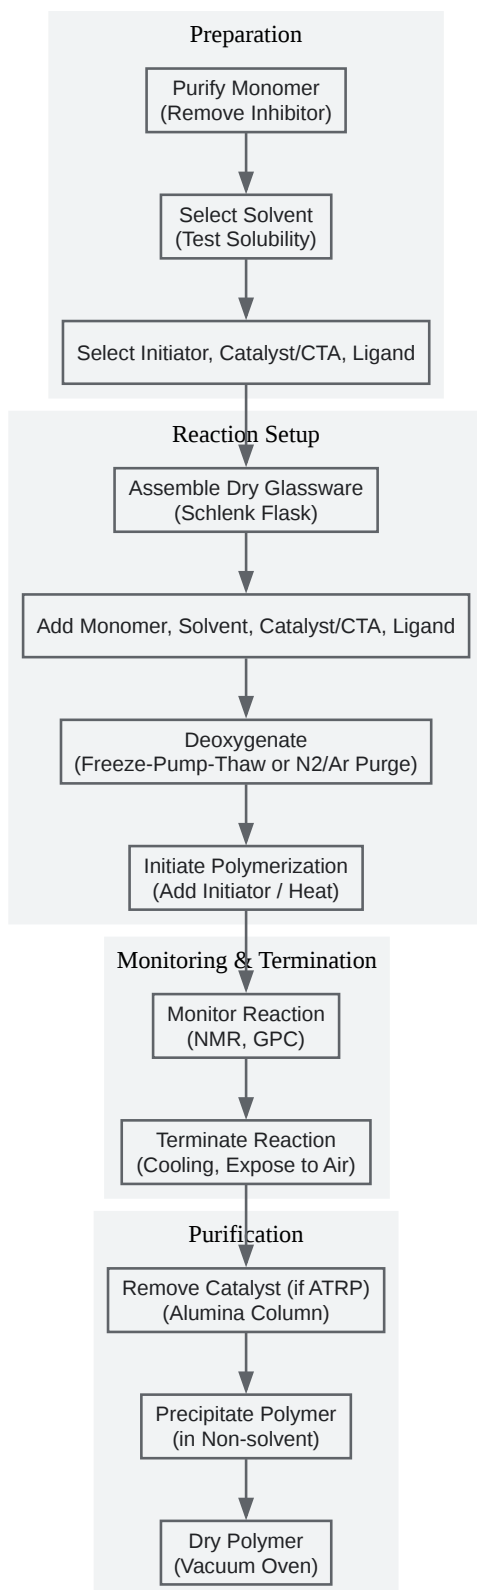 Preparation
Purify Monomer
(Remove Inhibitor)
Select Solvent
(Test Solubility)
Select Initiator, Catalyst/CTA, Ligand
Reaction Setup
Assemble Dry Glassware
(Schlenk Flask)
Add Monomer, Solvent, Catalyst/CTA, Ligand
Deoxygenate
(Freeze-Pump-Thaw or N2/Ar Purge)
Initiate Polymerization
(Add Initiator / Heat)
Monitoring & Termination
Monitor Reaction
(NMR, GPC)
Terminate Reaction
(Cooling, Expose to Air)
Purification
Remove Catalyst (if ATRP)
(Alumina Column)
Precipitate Polymer
(in Non-solvent)
Dry Polymer
(Vacuum Oven)